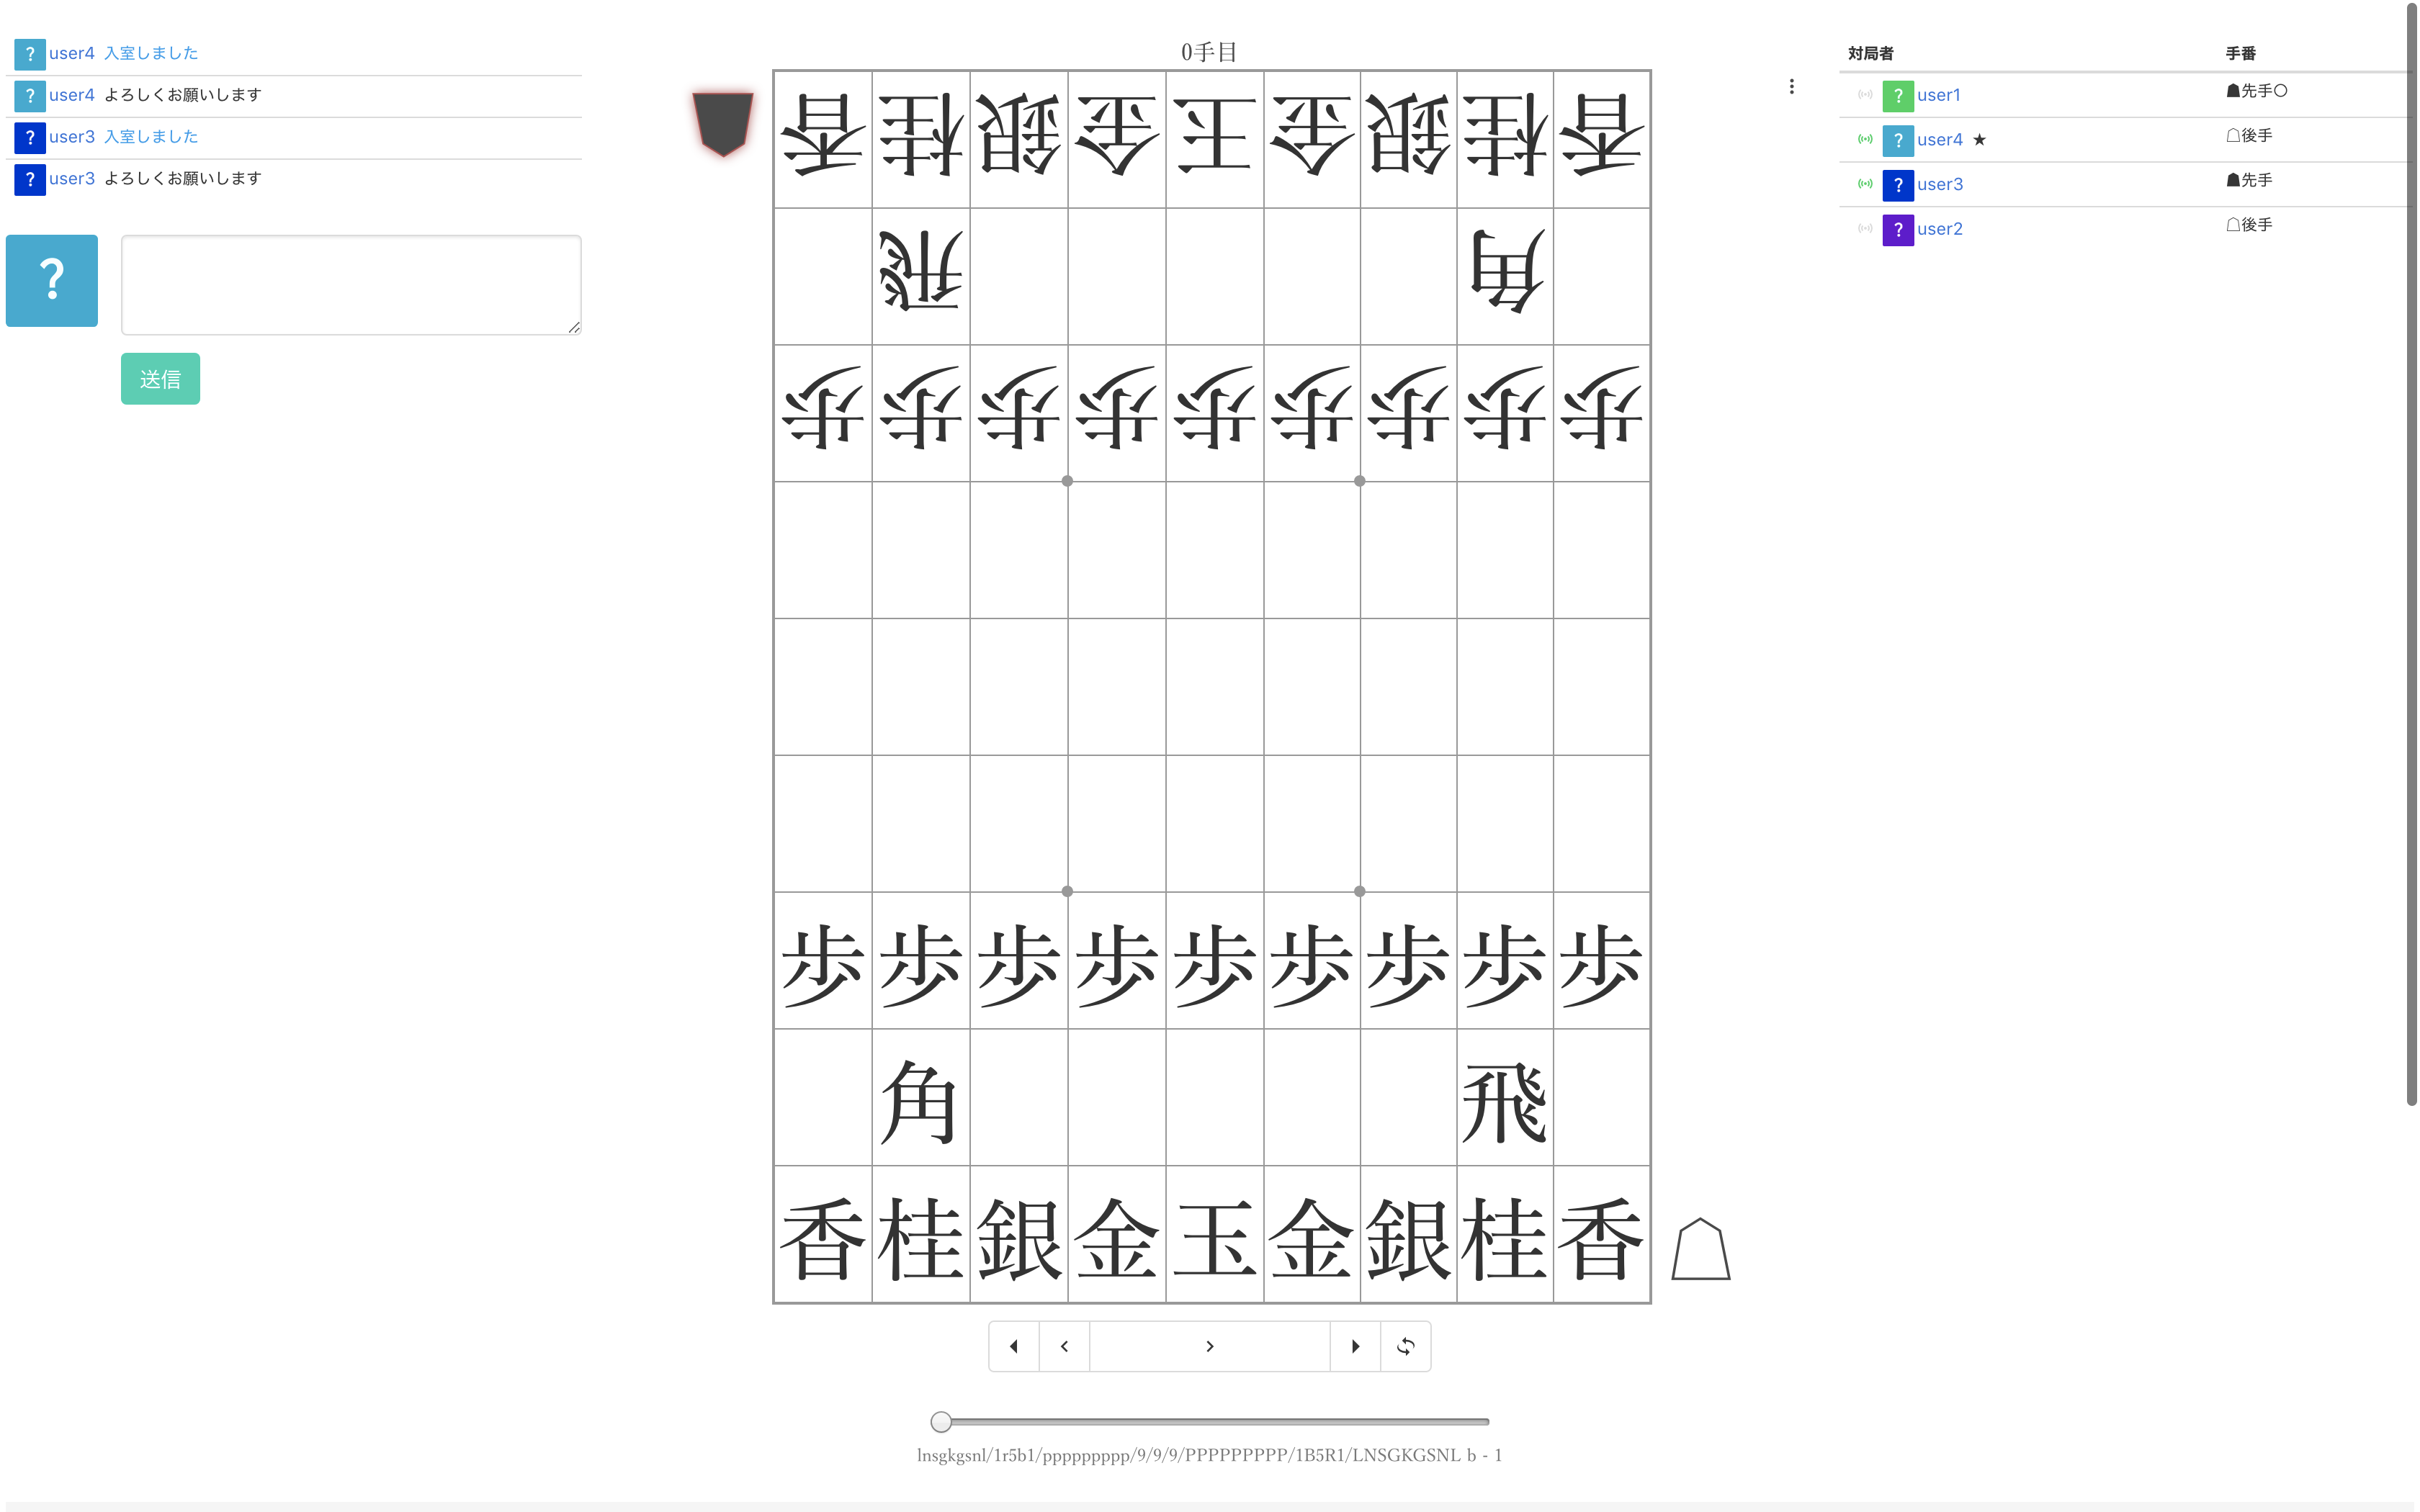 ? user4 入室しました
? user4 よろしくお願いします
? user3 入室しました
? user3 よろしくお願いします
?
送信
0手目
香桂銀金王金銀桂香
飛角
歩歩歩歩歩歩歩歩歩
歩歩歩歩歩歩歩歩歩
角飛
香桂銀金玉金銀桂香
lnsgkgsnl/1r5b1/ppppppppp/9/9/9/PPPPPPPPP/1B5R1/LNSGKGSNL b - 1
対局者 手番
? user1 ☗先手○
? user4 ★ ☖後手
? user3 ☗先手
? user2 ☖後手